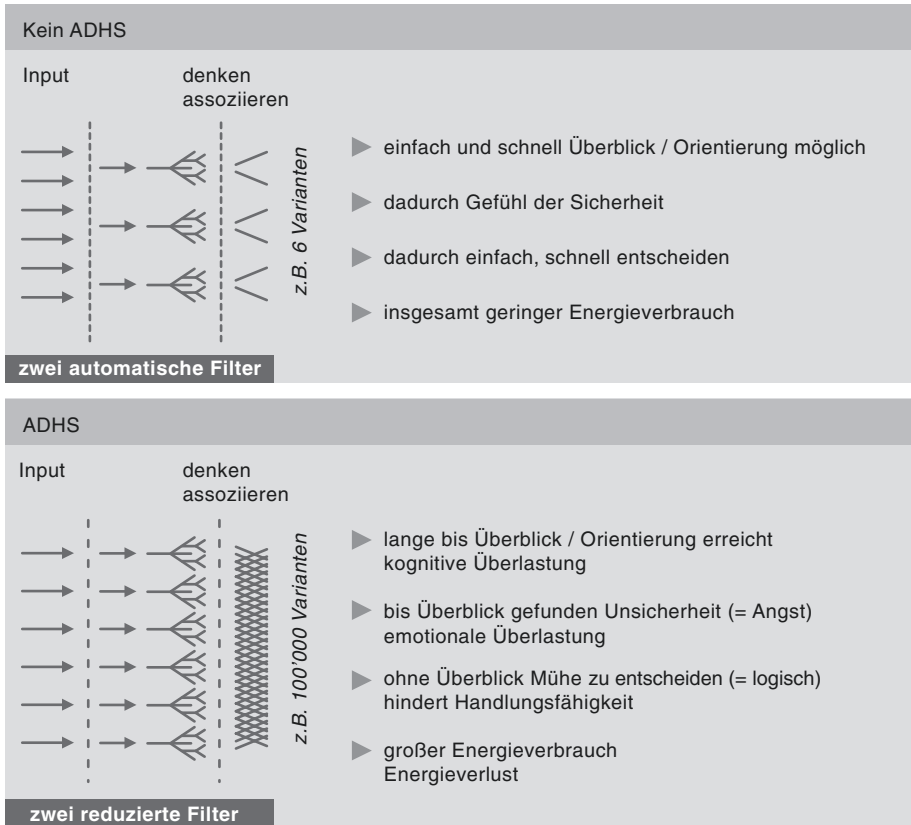 Kein ADHS
Input
denken
assoziieren
z.B. 6 Varianten
einfach und schnell Überblick / Orientierung möglich
dadurch Gefühl der Sicherheit
dadurch einfach, schnell entscheiden
insgesamt geringer Energieverbrauch
zwei automatische Filter
ADHS
Input
denken
assoziieren
z.B. 100'000 Varianten
lange bis Überblick / Orientierung erreicht
kognitive Überlastung
bis Überblick gefunden Unsicherheit (= Angst)
emotionale Überlastung
ohne Überblick Mühe zu entscheiden (= logisch)
hindert Handlungsfähigkeit
großer Energieverbrauch
Energieverlust
zwei reduzierte Filter